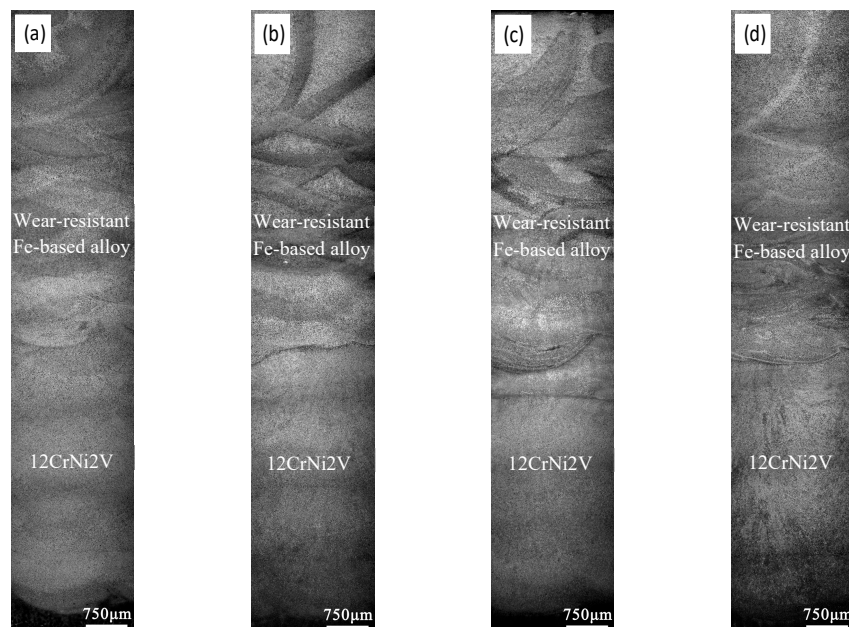 (a)
(b)
(c)
(d)
Wear-resistant
Fe-based alloy
Wear-resistant
Fe-based alloy
Wear-resistant
Fe-based alloy
Wear-resistant
Fe-based alloy
12CrNi2V
12CrNi2V
12CrNi2V
12CrNi2V
750μm
750μm
750μm
750μm